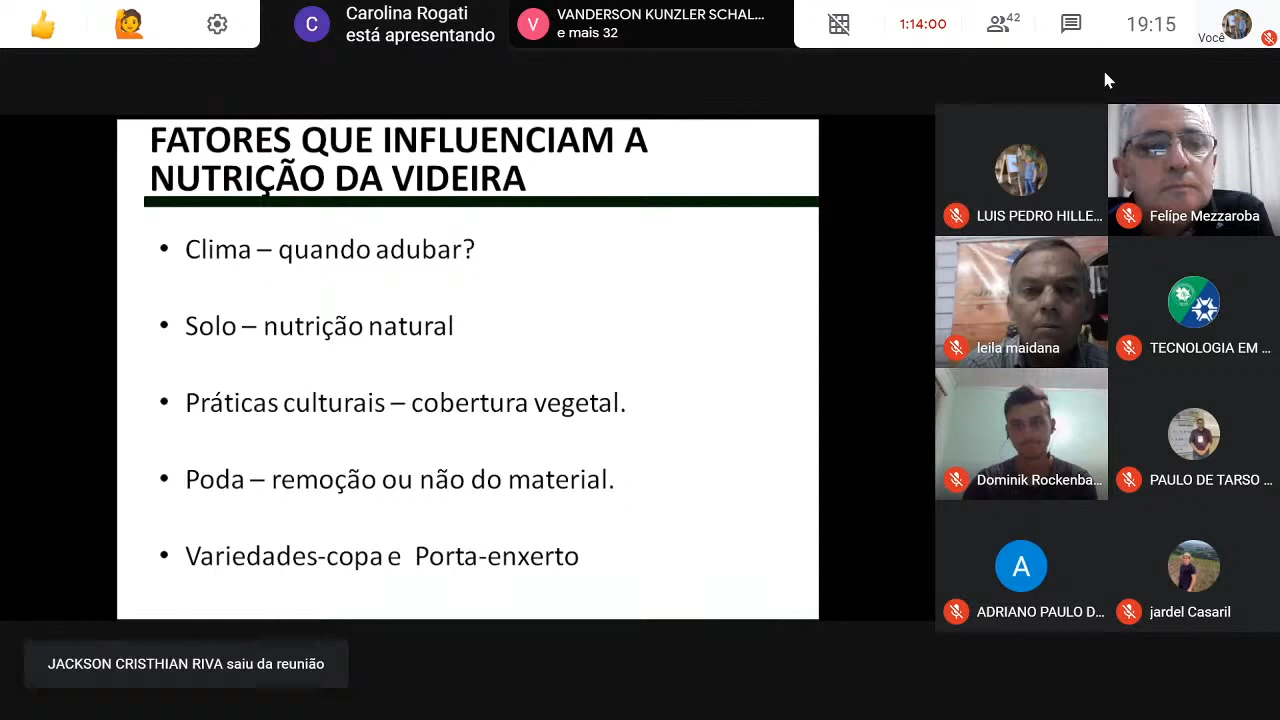 C
Carolina Rogati
está apresentando
V
VANDERSON KUNZLER SCHAL...
e mais 32
1:14:00
42
19:15
Você
FATORES QUE INFLUENCIAM A
NUTRIÇÃO DA VIDEIRA
• Clima – quando adubar?
• Solo – nutrição natural
• Práticas culturais – cobertura vegetal.
• Poda – remoção ou não do material.
• Variedades-copa e Porta-enxerto
LUIS PEDRO HILLE...
Felípe Mezzaroba
leila maidana
TECNOLOGIA EM ...
Dominik Rockenba...
PAULO DE TARSO ...
A
ADRIANO PAULO D...
jardel Casaril
JACKSON CRISTHIAN RIVA saiu da reunião